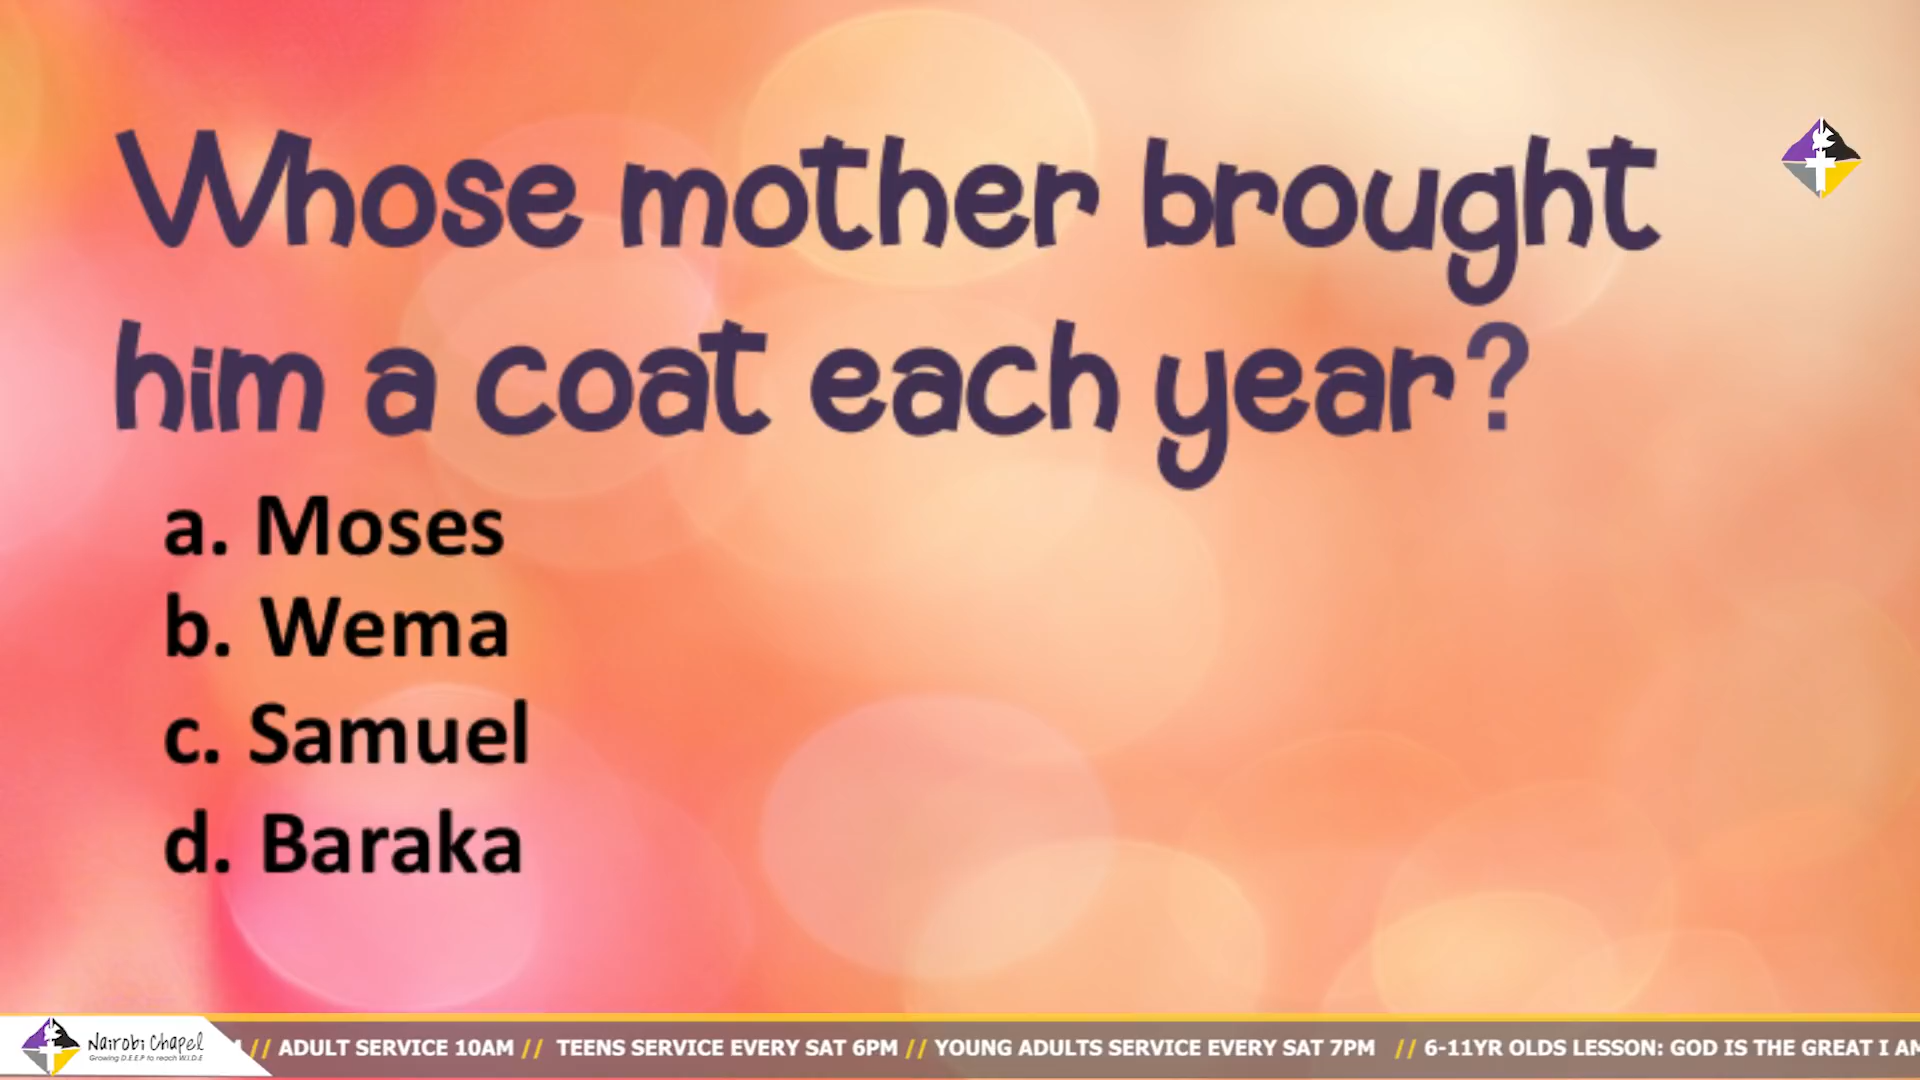 Whose mother brought
him a coat each year?
a. Moses
b. Wema
c. Samuel
d. Baraka
Nairobi Chapel
Growing D.E.E.P to reach W.I.D.E
// ADULT SERVICE 10AM // TEENS SERVICE EVERY SAT 6PM // YOUNG ADULTS SERVICE EVERY SAT 7PM // 6-11YR OLDS LESSON: GOD IS THE GREAT I AM